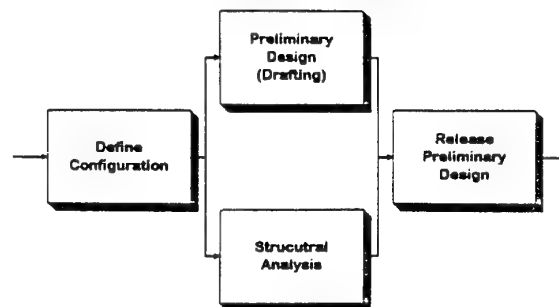 Preliminary
Design
(Drafting)
Define
Configuration
Release
Preliminary
Design
Strucutral
Analysis